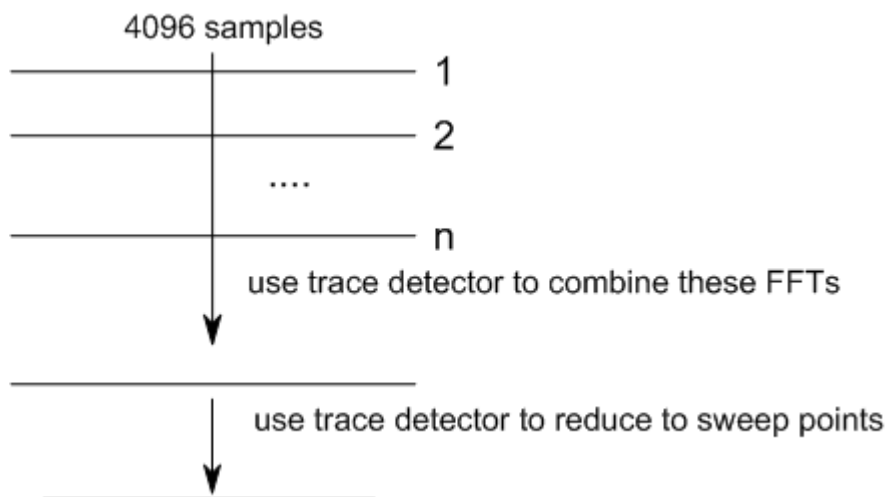 4096 samples
1
2
....
n
use trace detector to combine these FFTs
use trace detector to reduce to sweep points